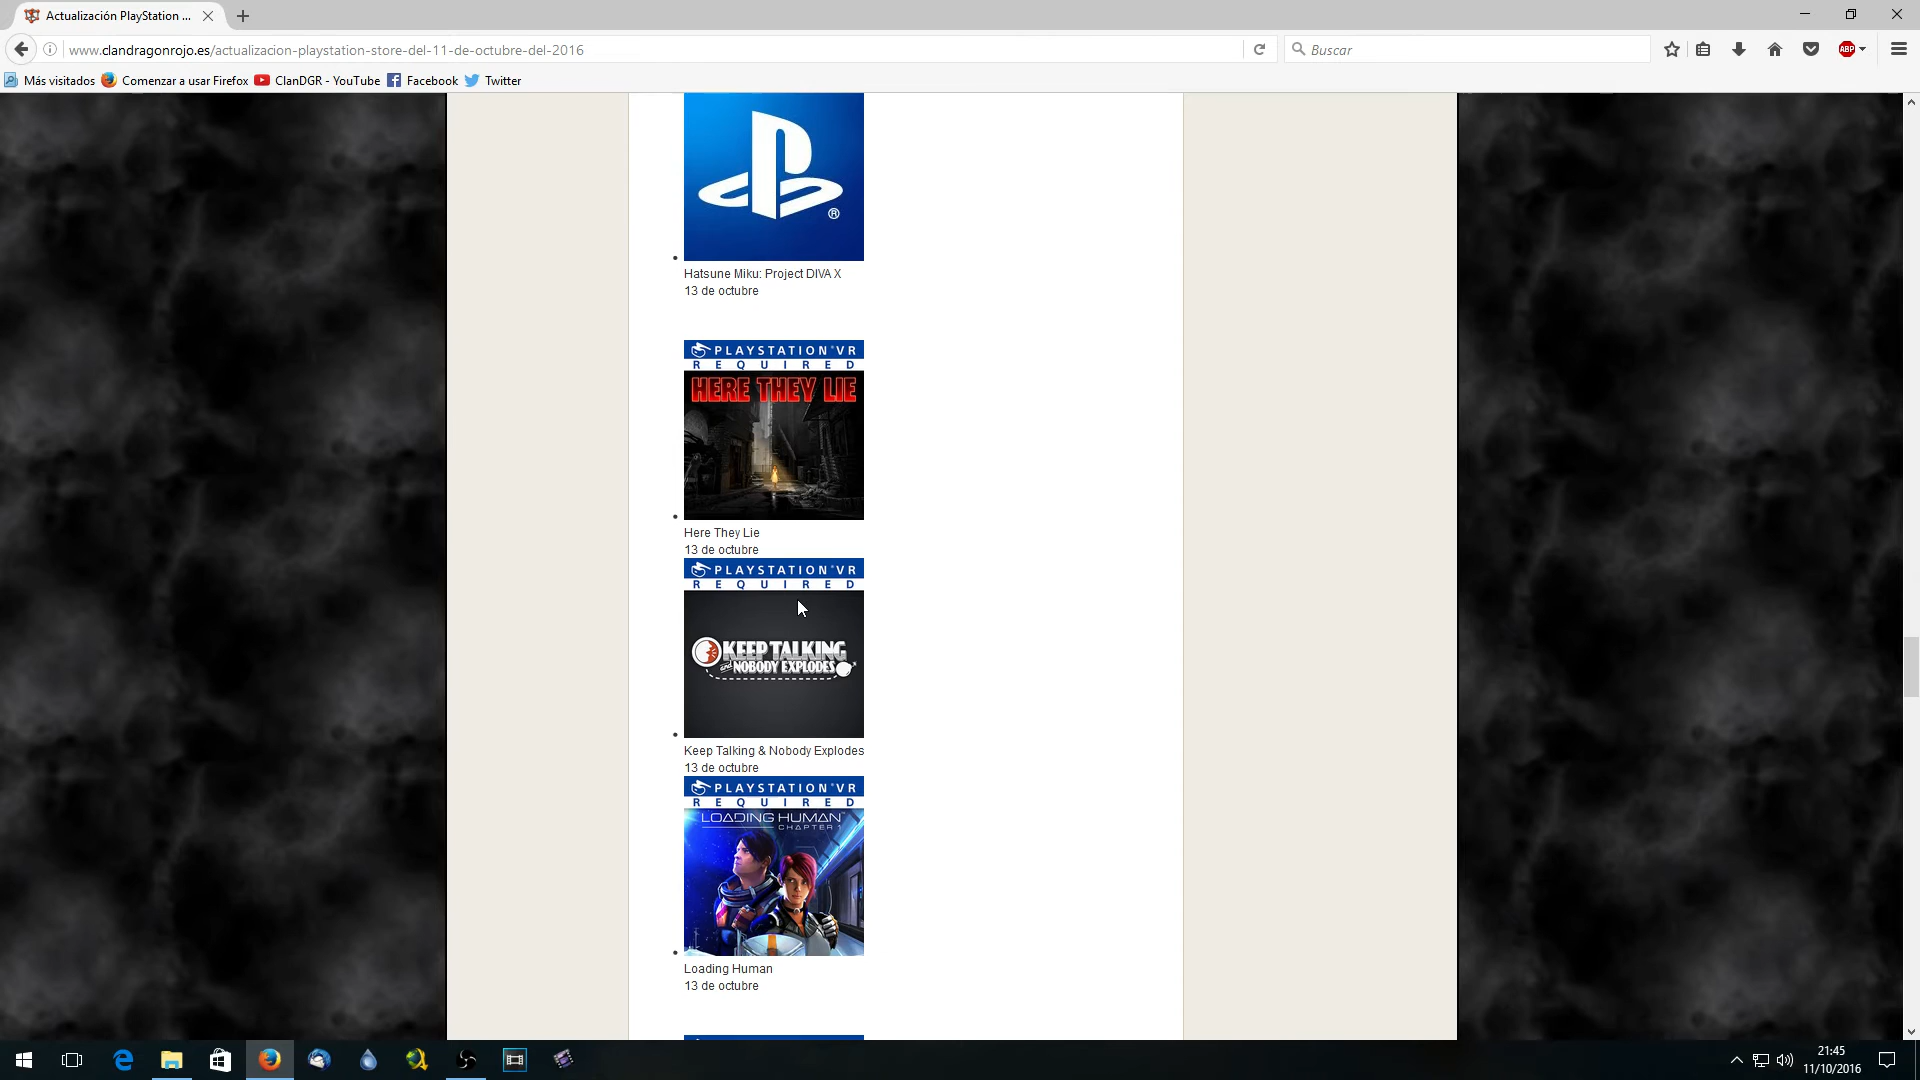 Actualización PlayStation ...
www.clandragonrojo.es/actualizacion-playstation-store-del-11-de-octubre-del-2016
Buscar
ABP
Más visitados
Comenzar a usar Firefox
ClanDGR - YouTube
Facebook
Twitter
Hatsune Miku: Project DIVA X
13 de octubre
PLAYSTATION®VR
REQUIRED
HERE THEY LIE
Here They Lie
13 de octubre
PLAYSTATION®VR
REQUIRED
KEEP TALKING
and NOBODY EXPLODES
Keep Talking & Nobody Explodes
13 de octubre
PLAYSTATION®VR
REQUIRED
LOADING HUMAN
CHAPTER 1
Loading Human
13 de octubre
21:45
11/10/2016